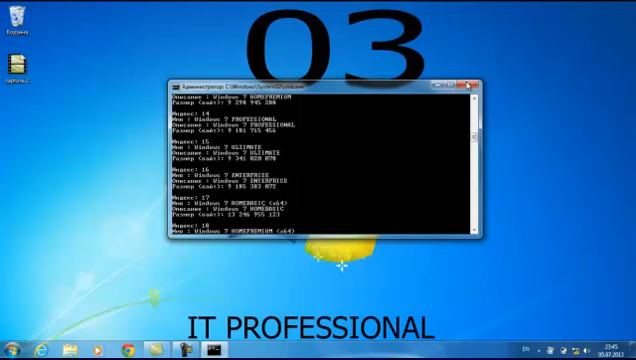 03
Корзина
Администратор: C:\Windows\System32\cmd.exe
Описание : Windows 7 HOMEPREMIUM
Размер (байт): 9 298 945 288
Индекс: 14
Имя : Windows 7 PROFESSIONAL
Описание : Windows 7 PROFESSIONAL
Размер (байт): 9 181 715 456
Индекс: 15
Имя : Windows 7 ULTIMATE
Описание : Windows 7 ULTIMATE
Размер (байт): 9 341 020 070
Индекс: 16
Имя : Windows 7 ENTERPRISE
Описание : Windows 7 ENTERPRISE
Размер (байт): 9 185 383 072
Индекс: 17
Имя : Windows 7 HOMEBASIC (x64)
Описание : Windows 7 HOMEBASIC (x64)
Размер (байт): 13 246 955 123
Индекс: 18
Имя : Windows 7 HOMEPREMIUM (x64)
IT PROFESSIONAL
EN
23:45
05.07.2013